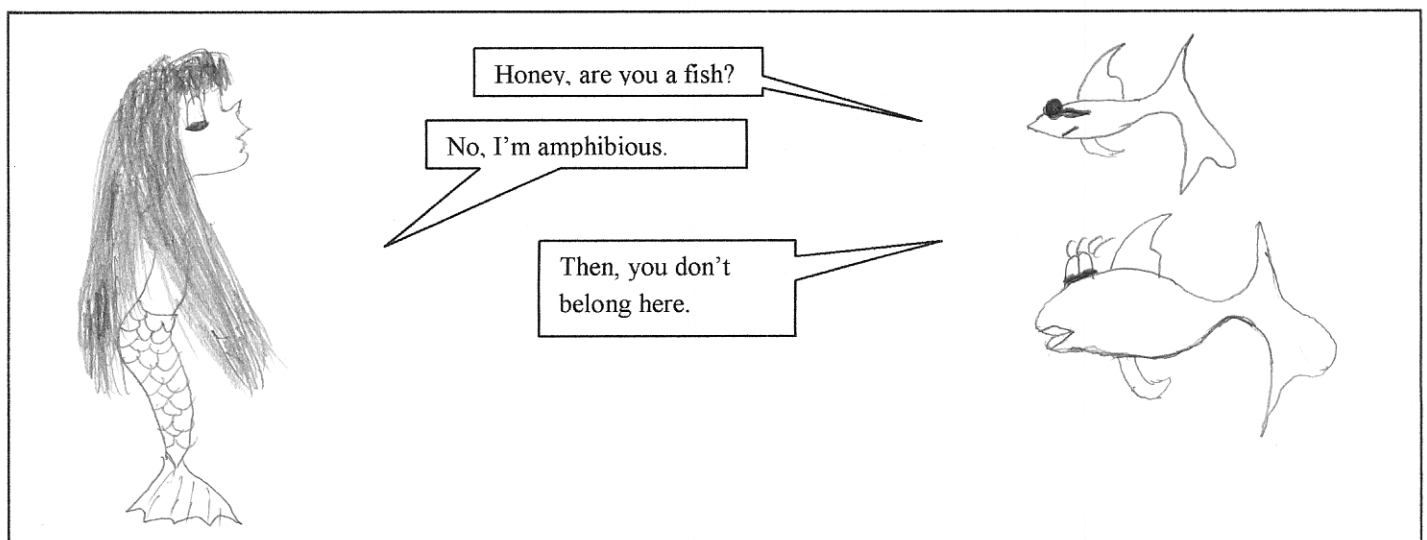 Honey, are you a fish?
No, I'm amphibious.
Then, you don't
belong here.